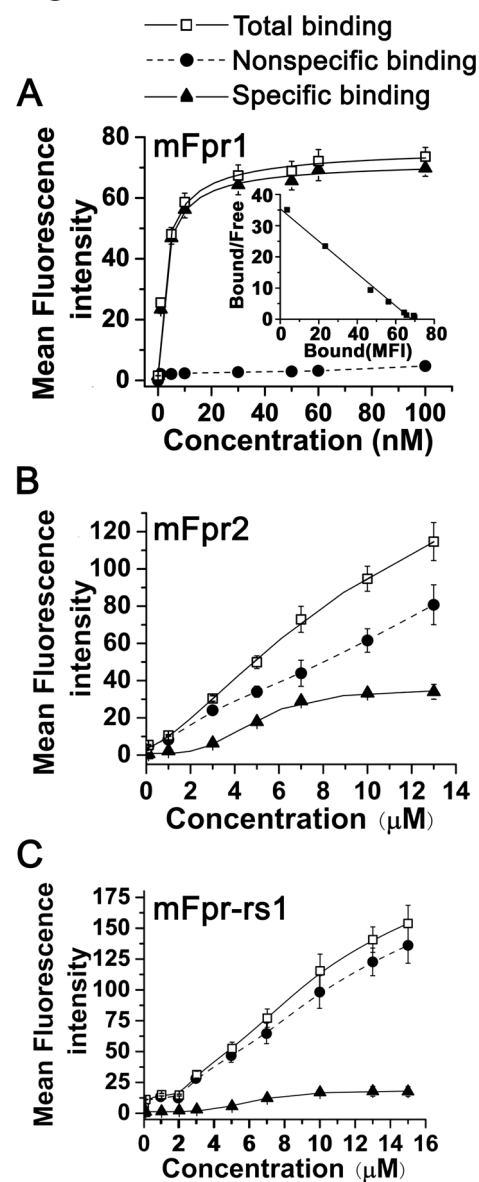 Total binding
Nonspecific binding
Specific binding
A
mFpr1
80
60
40
20
0
Mean Fluorescence
intensity
0 20 40 60 80 100
Concentration (nM)
Bound/Free
40
30
20
10
0
0 20 40 60 80
Bound(MFI)
B
mFpr2
120
100
80
60
40
20
0
Mean Fluorescence
intensity
0 2 4 6 8 10 12 14
Concentration (μM)
C
mFpr-rs1
175
150
125
100
75
50
25
0
Mean Fluorescence
intensity
0 2 4 6 8 10 12 14 16
Concentration (μM)